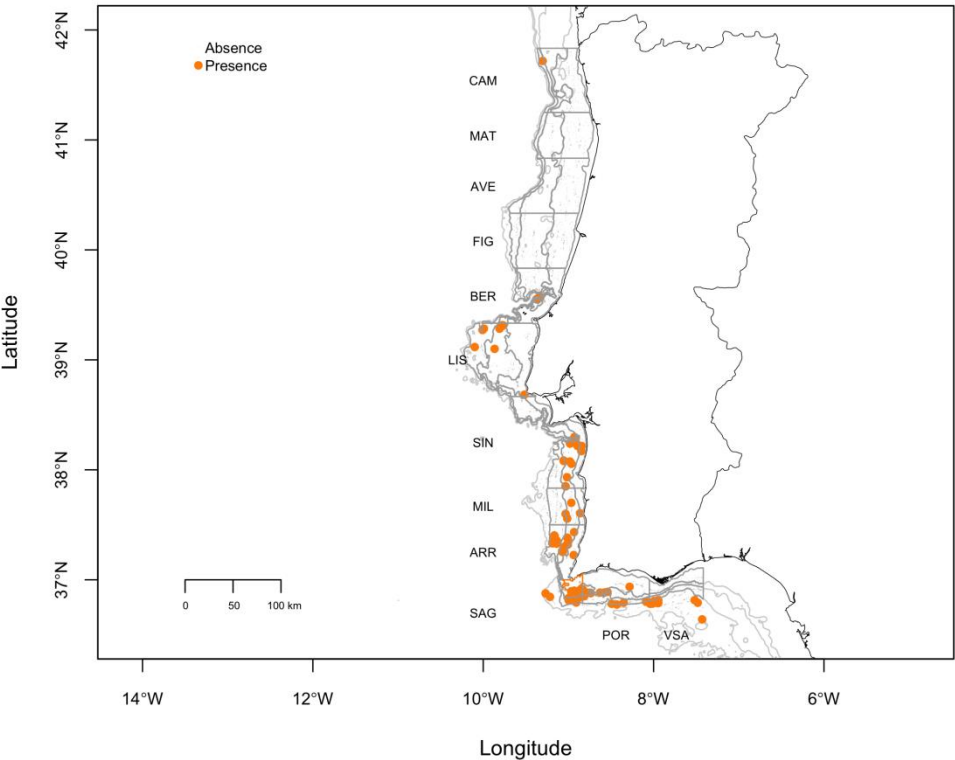 Absence
Presence
42°N
41°N
40°N
39°N
38°N
37°N
Latitude
CAM
MAT
AVE
FIG
BER
LIS
SIN
MIL
ARR
SAG
POR
VSA
0 50 100 km
14°W 12°W 10°W 8°W 6°W
Longitude